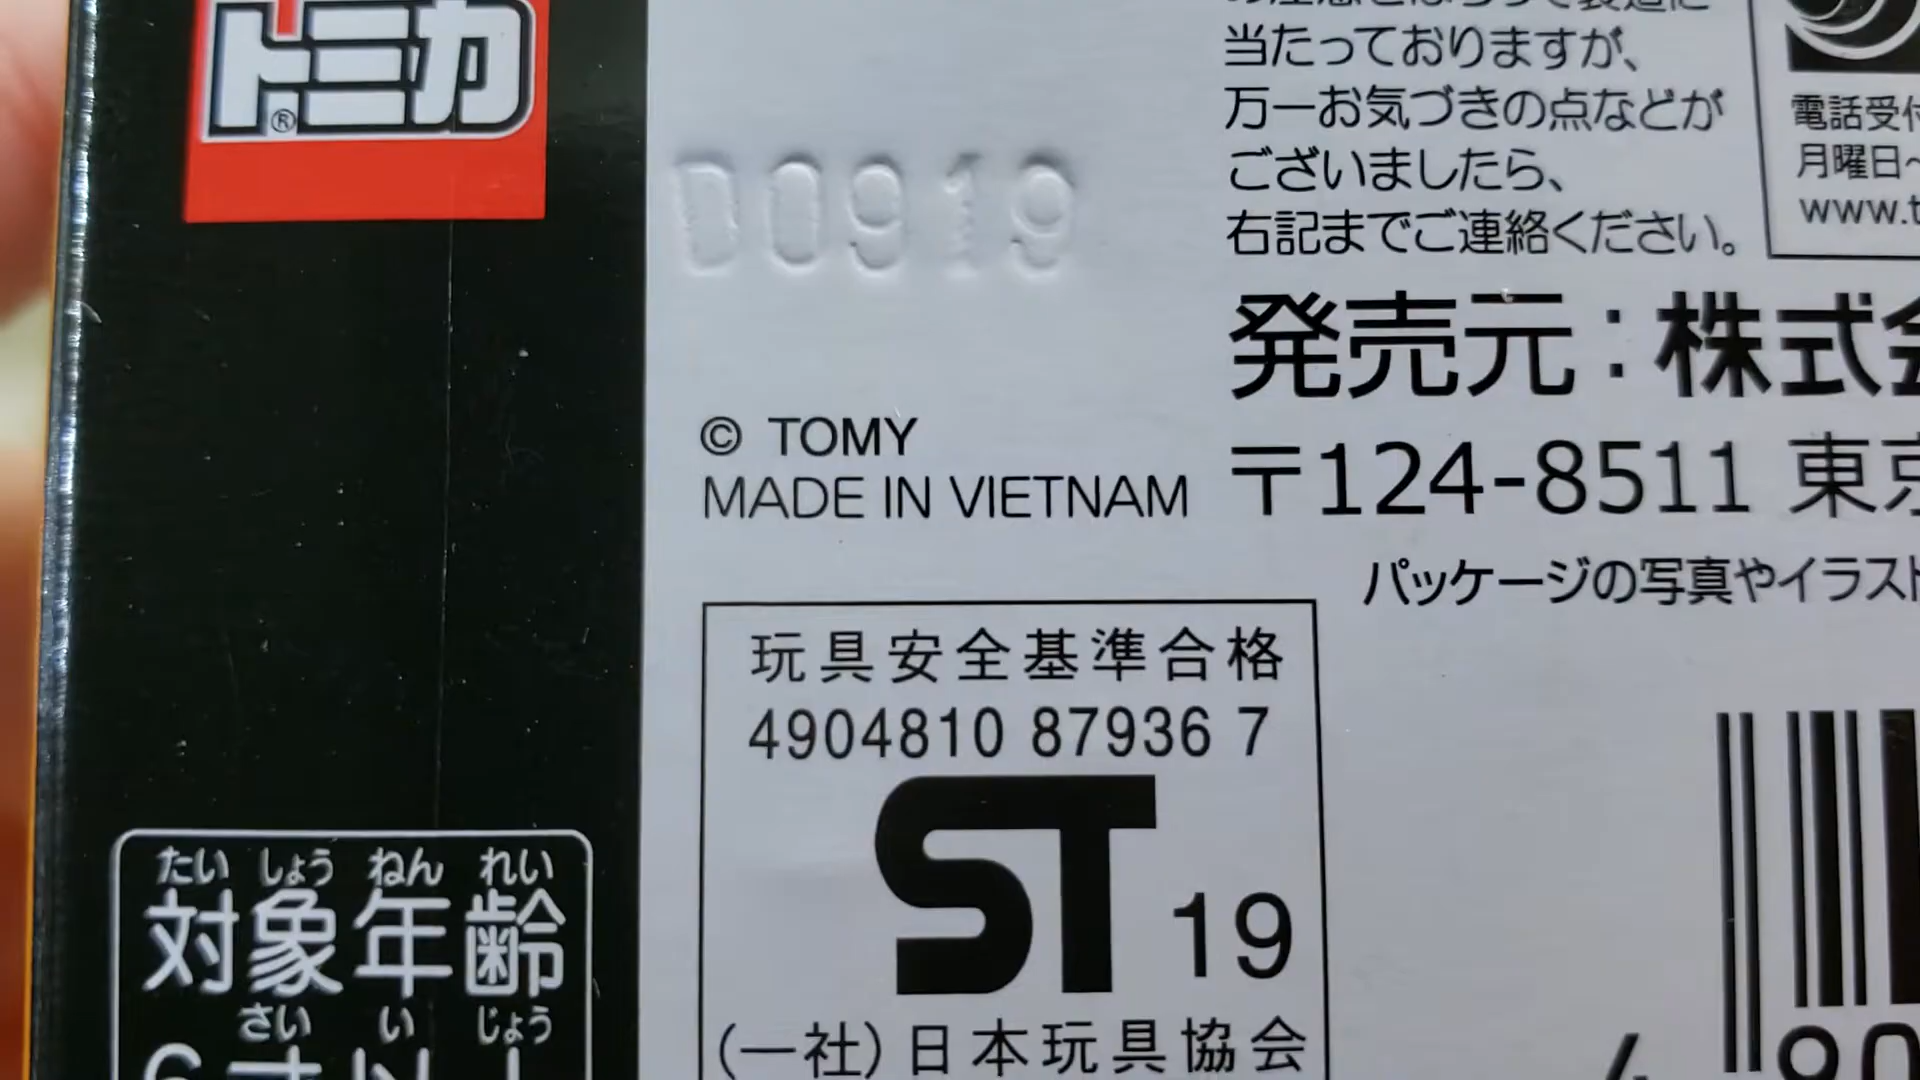 トミカ
®
D0919
当たっておりますが、
万一お気づきの点などが
ございましたら、
右記までご連絡ください。
電話受付
月曜日~
www.t
発売元:株式会
© TOMY
MADE IN VIETNAM
〒124-8511 東京
パッケージの写真やイラスト
玩具安全基準合格
4904810 87936 7
ST 19
(一社)日本玩具協会
たい しょう ねん れい
対象年齢
さい い じょう